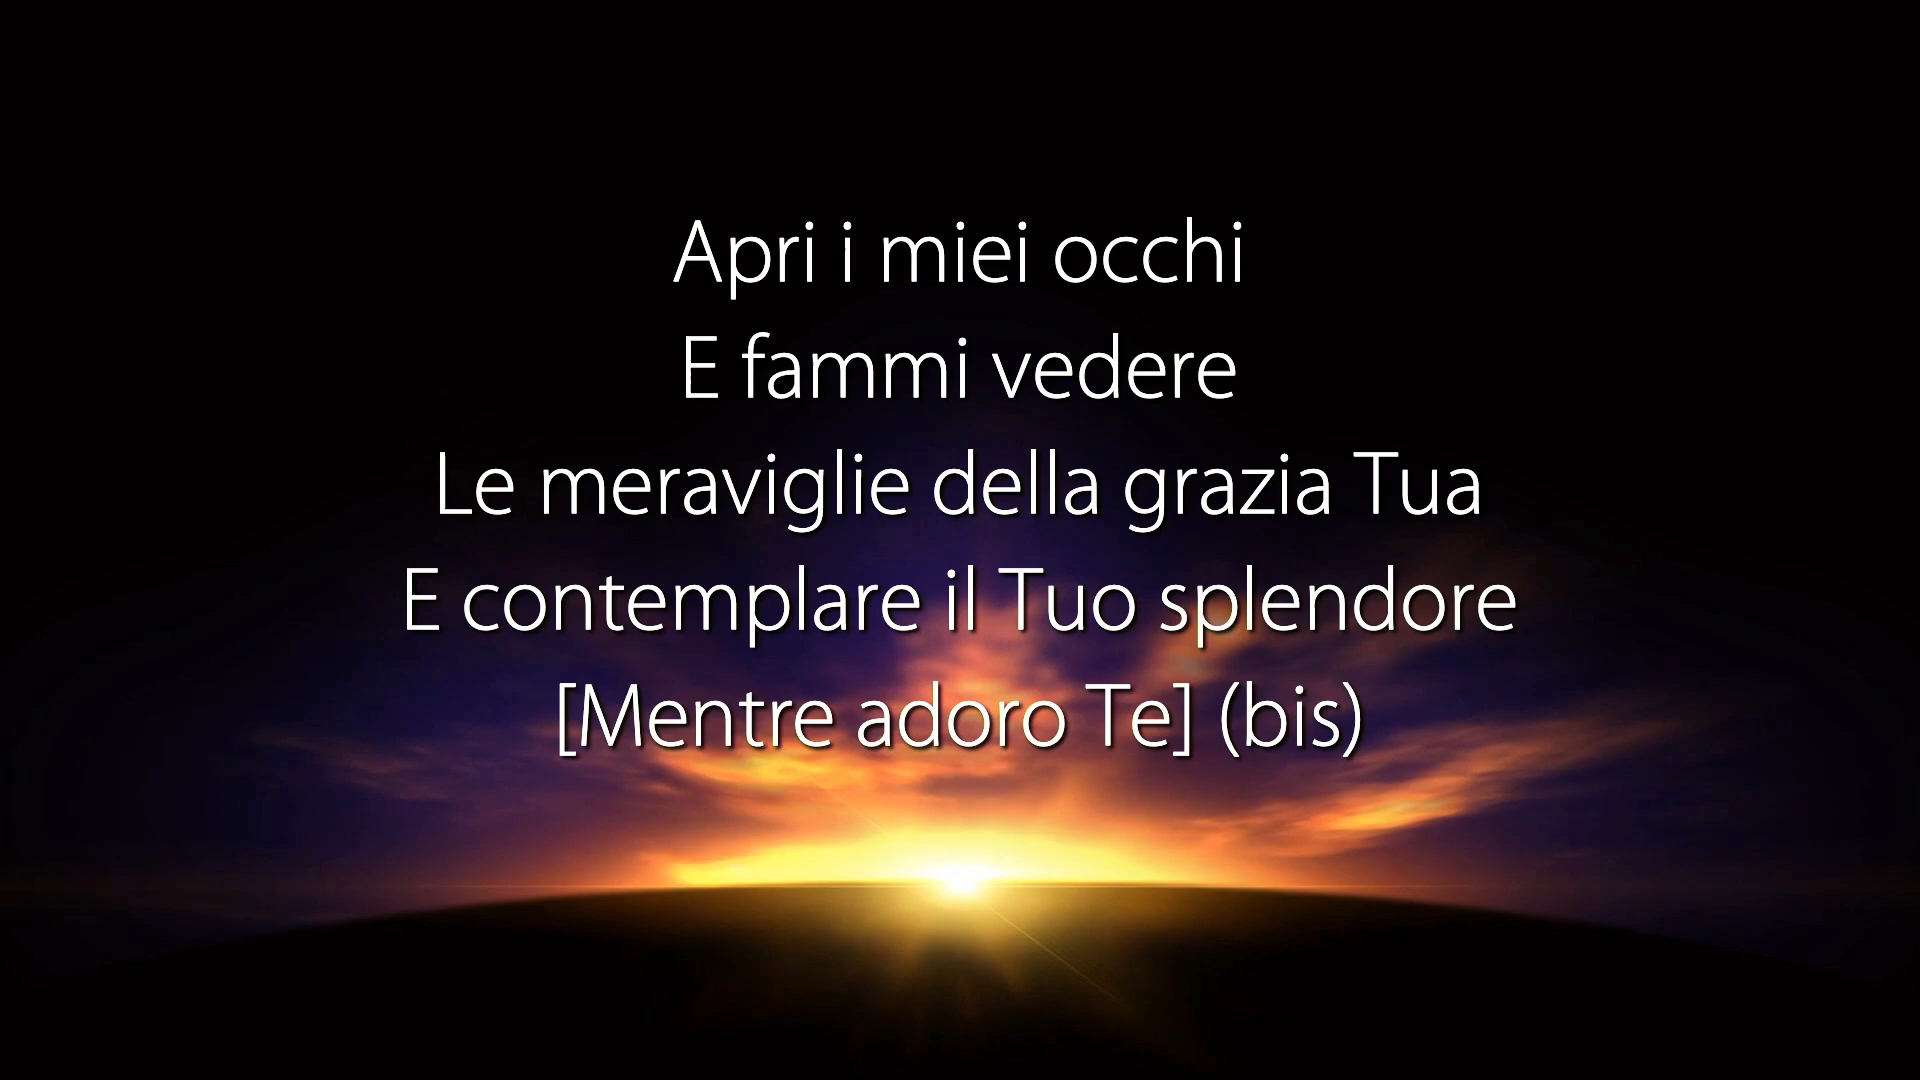 Apri i miei occhi
E fammi vedere
Le meraviglie della grazia Tua
E contemplare il Tuo splendore
[Mentre adoro Te] (bis)